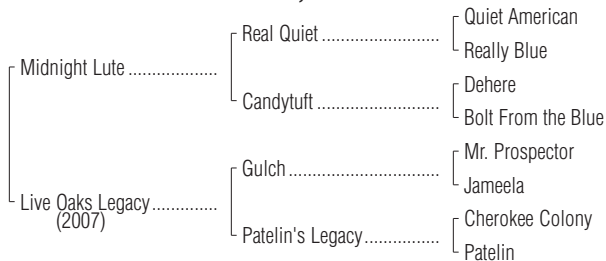 Quiet American
Real Quiet
Really Blue
Midnight Lute
Dehere
Candytuft
Bolt From the Blue
Mr. Prospector
Gulch
Jameela
Live Oaks Legacy
(2007)
Cherokee Colony
Patelin's Legacy
Patelin